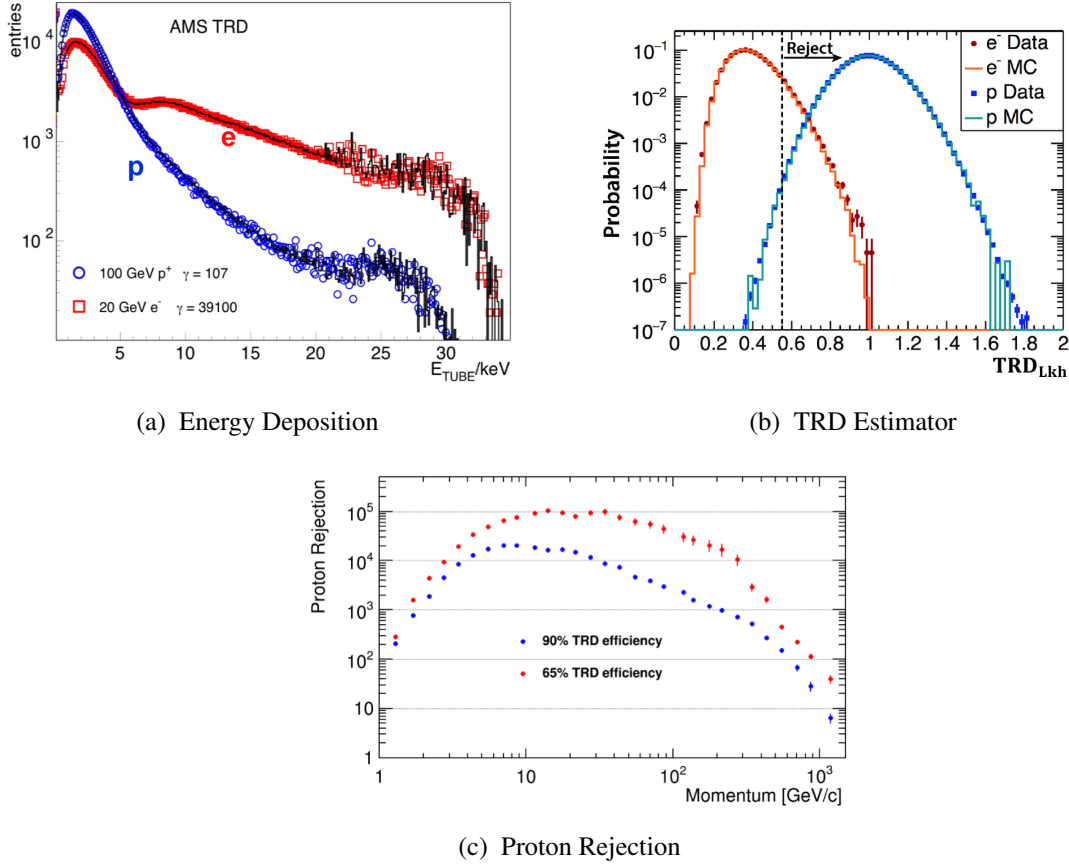 entries
AMS TRD
10⁴
10³
10²
e
p
100 GeV p⁺ γ = 107
20 GeV e⁻ γ = 39100
5 10 15 20 25 30
E_TUBE/keV
(a) Energy Deposition
Probability
10⁻¹
10⁻²
10⁻³
10⁻⁴
10⁻⁵
10⁻⁶
10⁻⁷
Reject
e⁻ Data
e⁻ MC
p Data
p MC
0 0.2 0.4 0.6 0.8 1 1.2 1.4 1.6 1.8 2
TRD_Lkh
(b) TRD Estimator
Proton Rejection
10⁵
10⁴
10³
10²
10
1
90% TRD efficiency
65% TRD efficiency
1 10 10² 10³
Momentum [GeV/c]
(c) Proton Rejection